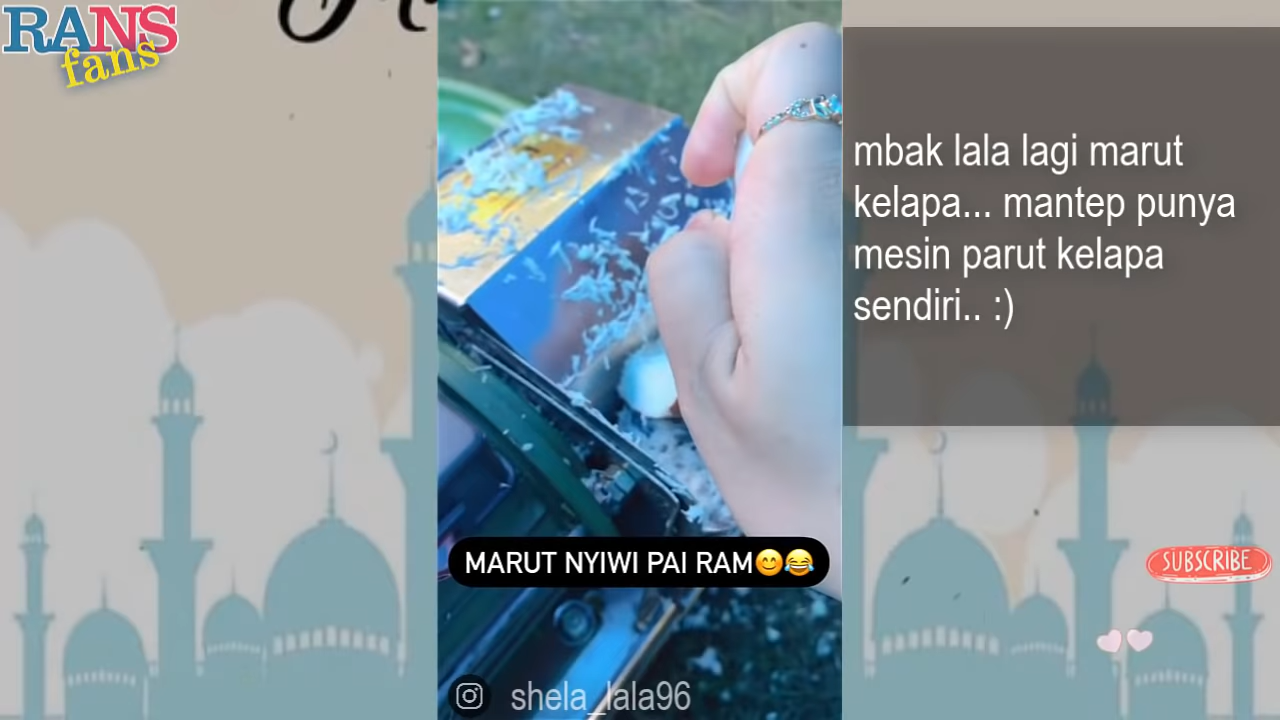 RANS
fans
mbak lala lagi marut
kelapa... mantep punya
mesin parut kelapa
sendiri.. :)
MARUT NYIWI PAI RAM😊😂
SUBSCRIBE
shela_lala96